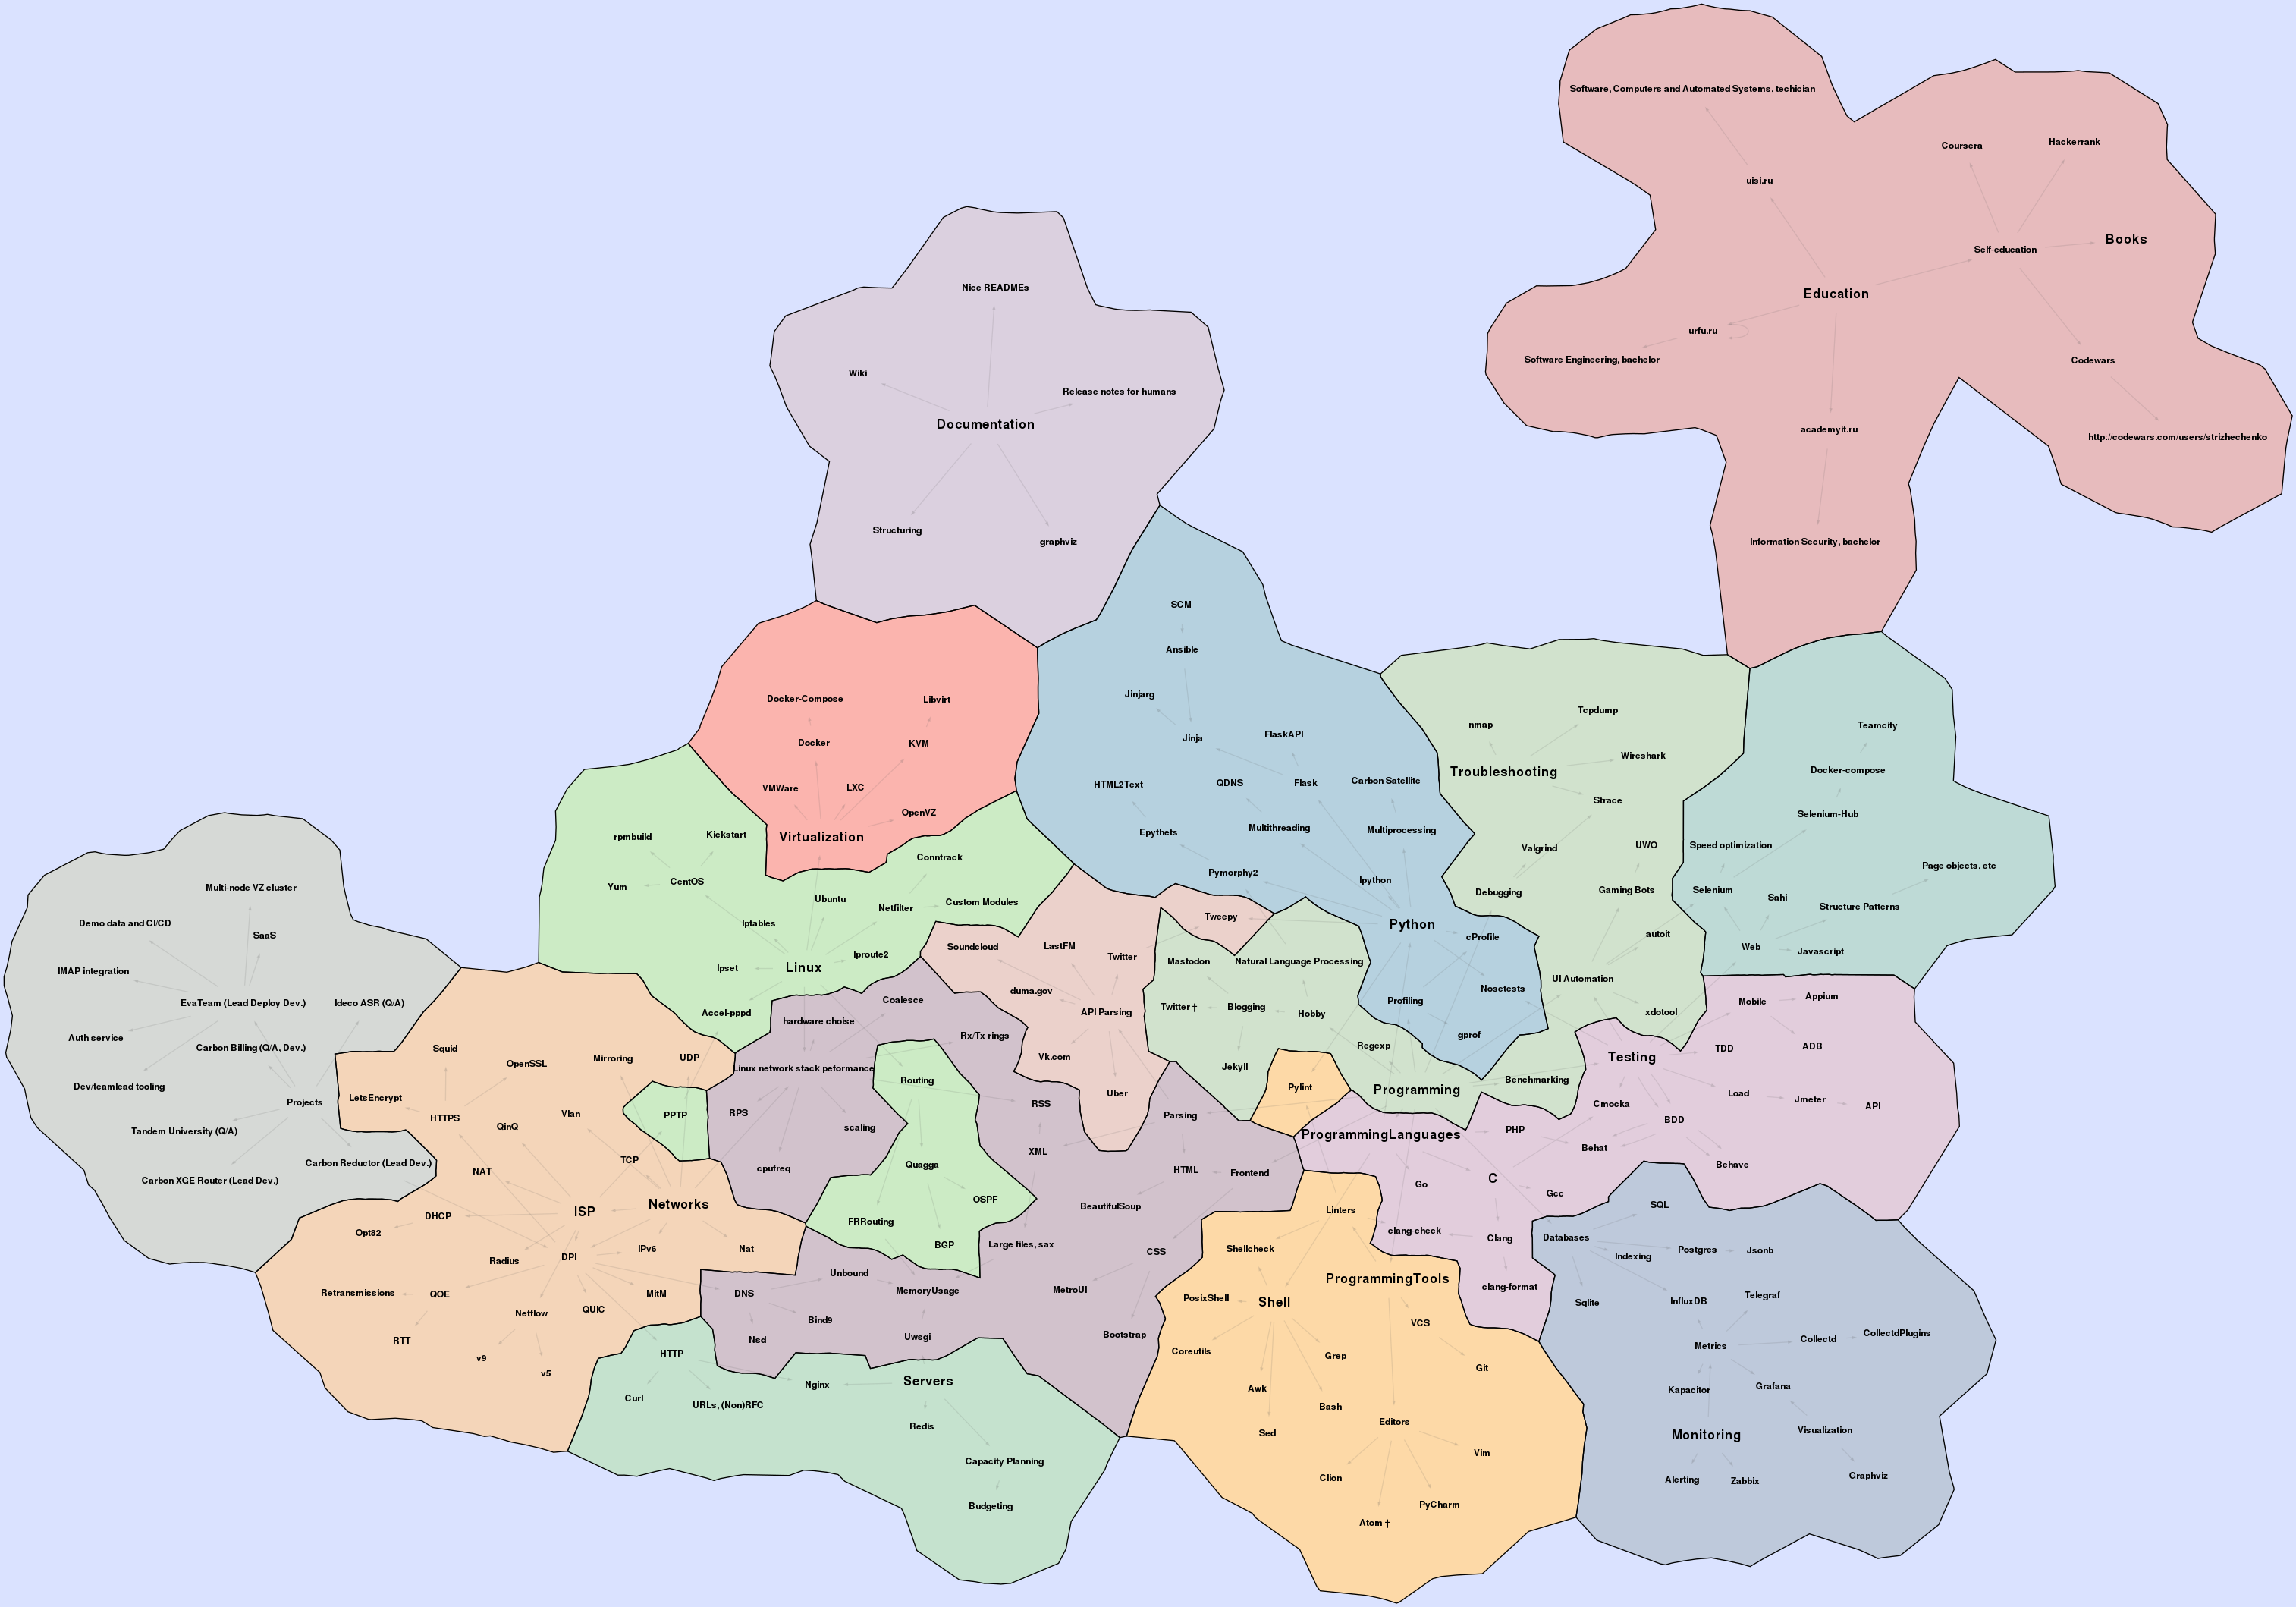 Software, Computers and Automated Systems, techician
Coursera
Hackerrank
uisi.ru
Books
Self-education
Education
urfu.ru
Software Engineering, bachelor
Codewars
academyit.ru
http://codewars.com/users/strizhechenko
Information Security, bachelor
Nice READMEs
Wiki
Release notes for humans
Documentation
Structuring
graphviz
SCM
Ansible
Jinjarg
Jinja
FlaskAPI
HTML2Text
QDNS
Flask
Carbon Satellite
Epythets
Multithreading
Multiprocessing
Pymorphy2
Ipython
Python
cProfile
Profiling
Nosetests
gprof
Docker-Compose
Libvirt
Docker
KVM
VMWare
LXC
OpenVZ
Virtualization
nmap
Tcpdump
Wireshark
Troubleshooting
Strace
Valgrind
UWO
Debugging
Gaming Bots
autoit
UI Automation
xdotool
Teamcity
Docker-compose
Selenium-Hub
Speed optimization
Page objects, etc
Selenium
Sahi
Structure Patterns
Web
Javascript
rpmbuild
Kickstart
Conntrack
Yum
CentOS
Ubuntu
Netfilter
Custom Modules
Iptables
Iproute2
Ipset
Linux
Accel-pppd
Tweepy
Soundcloud
LastFM
Twitter
duma.gov
API Parsing
Vk.com
Uber
Mastodon
Natural Language Processing
Twitter †
Blogging
Hobby
Jekyll
Regexp
Programming
Benchmarking
Pylint
Multi-node VZ cluster
Demo data and CI/CD
SaaS
IMAP integration
EvaTeam (Lead Deploy Dev.)
Ideco ASR (Q/A)
Auth service
Carbon Billing (Q/A, Dev.)
Dev/teamlead tooling
Projects
Tandem University (Q/A)
Carbon Reductor (Lead Dev.)
Carbon XGE Router (Lead Dev.)
Squid
OpenSSL
Mirroring
UDP
LetsEncrypt
HTTPS
QinQ
Vlan
PPTP
TCP
NAT
Networks
ISP
DHCP
Opt82
Radius
DPI
IPv6
Nat
Retransmissions
QOE
MitM
Netflow
QUIC
RTT
v9
v5
Coalesce
hardware choise
Rx/Tx rings
Linux network stack peformance
Routing
RPS
scaling
RSS
cpufreq
Quagga
XML
Parsing
HTML
Frontend
OSPF
BeautifulSoup
FRRouting
BGP
Large files, sax
CSS
Unbound
MemoryUsage
MetroUI
DNS
Bind9
Nsd
Uwsgi
Bootstrap
HTTP
Nginx
Servers
Curl
URLs, (Non)RFC
Redis
Capacity Planning
Budgeting
Mobile
Appium
TDD
ADB
Testing
Load
Jmeter
API
Cmocka
BDD
PHP
Behat
Behave
ProgrammingLanguages
Go
C
Gcc
clang-check
Clang
clang-format
Linters
Shellcheck
ProgrammingTools
PosixShell
Shell
VCS
Coreutils
Grep
Git
Awk
Bash
Editors
Sed
Vim
Clion
PyCharm
Atom †
SQL
Databases
Indexing
Postgres
Jsonb
Sqlite
InfluxDB
Telegraf
Metrics
Collectd
CollectdPlugins
Kapacitor
Grafana
Monitoring
Visualization
Alerting
Zabbix
Graphviz